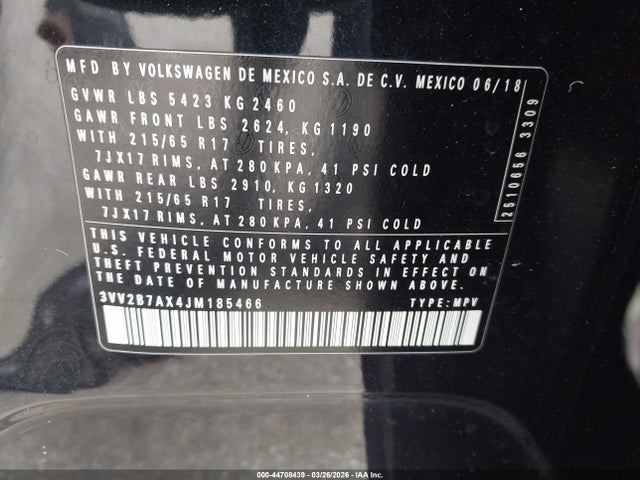 MFD BY VOLKSWAGEN DE MEXICO S.A. DE C.V. MEXICO 06/18
GVWR LBS 5423 KG 2460
GAWR FRONT LBS 2624, KG 1190
WITH 215/65 R17 TIRES,
7JX17 RIMS, AT 280 KPA, 41 PSI COLD
GAWR REAR LBS 2910, KG 1320
WITH 215/65 R17 TIRES,
7JX17 RIMS, AT 280 KPA, 41 PSI COLD
2510656 3309
THIS VEHICLE CONFORMS TO ALL APPLICABLE
U.S. FEDERAL MOTOR VEHICLE SAFETY AND
THEFT PREVENTION STANDARDS IN EFFECT ON
THE DATE OF MANUFACTURE SHOWN ABOVE
3VV2B7AX4JM185466 TYPE: MPV
000-44708439 - 03/26/2026 - IAA Inc.